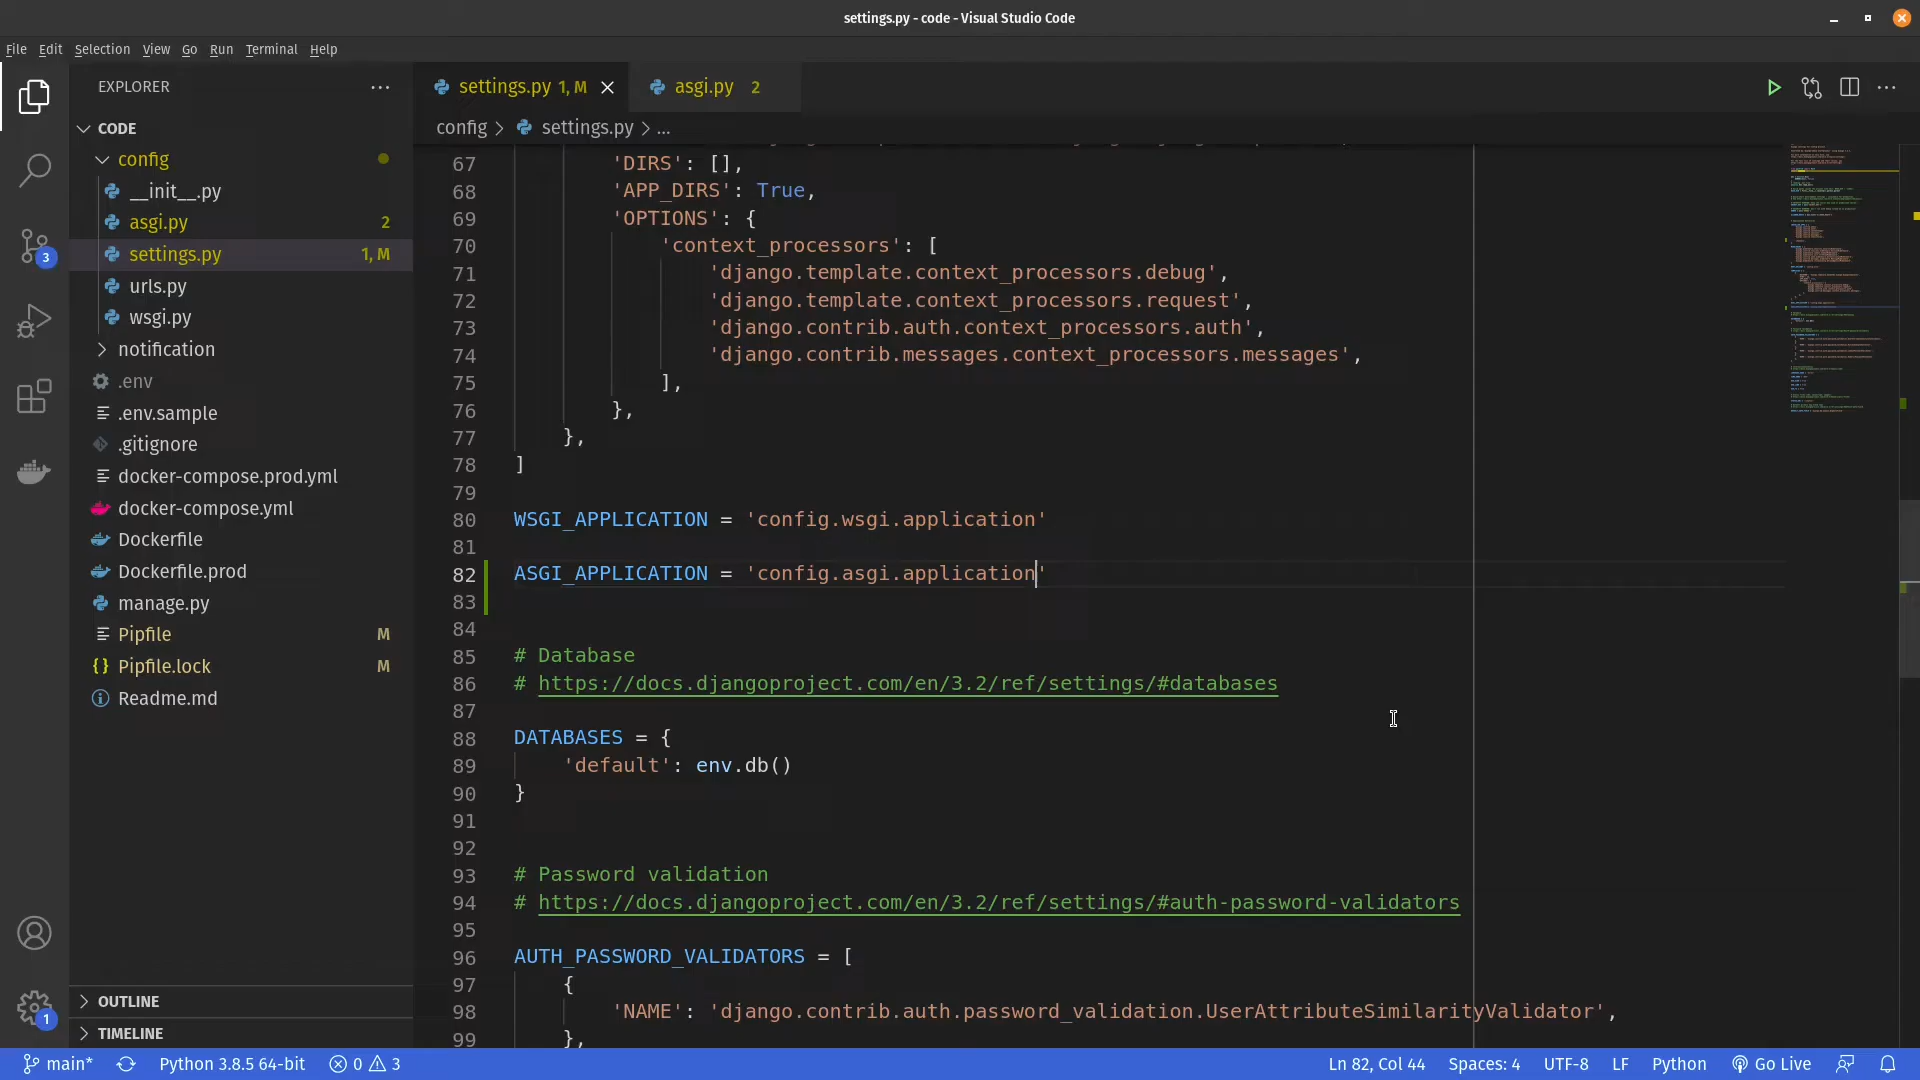 settings.py - code - Visual Studio Code
File Edit Selection View Go Run Terminal Help
EXPLORER
CODE
config
__init__.py
asgi.py 2
settings.py 1, M
urls.py
wsgi.py
notification
.env
.env.sample
.gitignore
docker-compose.prod.yml
docker-compose.yml
Dockerfile
Dockerfile.prod
manage.py
Pipfile M
Pipfile.lock M
Readme.md
OUTLINE
TIMELINE
3
1
settings.py 1, M asgi.py 2
config > settings.py > ...
67 'DIRS': [],
68 'APP_DIRS': True,
69 'OPTIONS': {
70 'context_processors': [
71 'django.template.context_processors.debug',
72 'django.template.context_processors.request',
73 'django.contrib.auth.context_processors.auth',
74 'django.contrib.messages.context_processors.messages',
75 ],
76 },
77 },
78 ]
79
80 WSGI_APPLICATION = 'config.wsgi.application'
81
82 ASGI_APPLICATION = 'config.asgi.application'
83
84
85 # Database
86 # https://docs.djangoproject.com/en/3.2/ref/settings/#databases
87
88 DATABASES = {
89 'default': env.db()
90 }
91
92
93 # Password validation
94 # https://docs.djangoproject.com/en/3.2/ref/settings/#auth-password-validators
95
96 AUTH_PASSWORD_VALIDATORS = [
97 {
98 'NAME': 'django.contrib.auth.password_validation.UserAttributeSimilarityValidator',
99 },
main* Python 3.8.5 64-bit 0 3 Ln 82, Col 44 Spaces: 4 UTF-8 LF Python Go Live